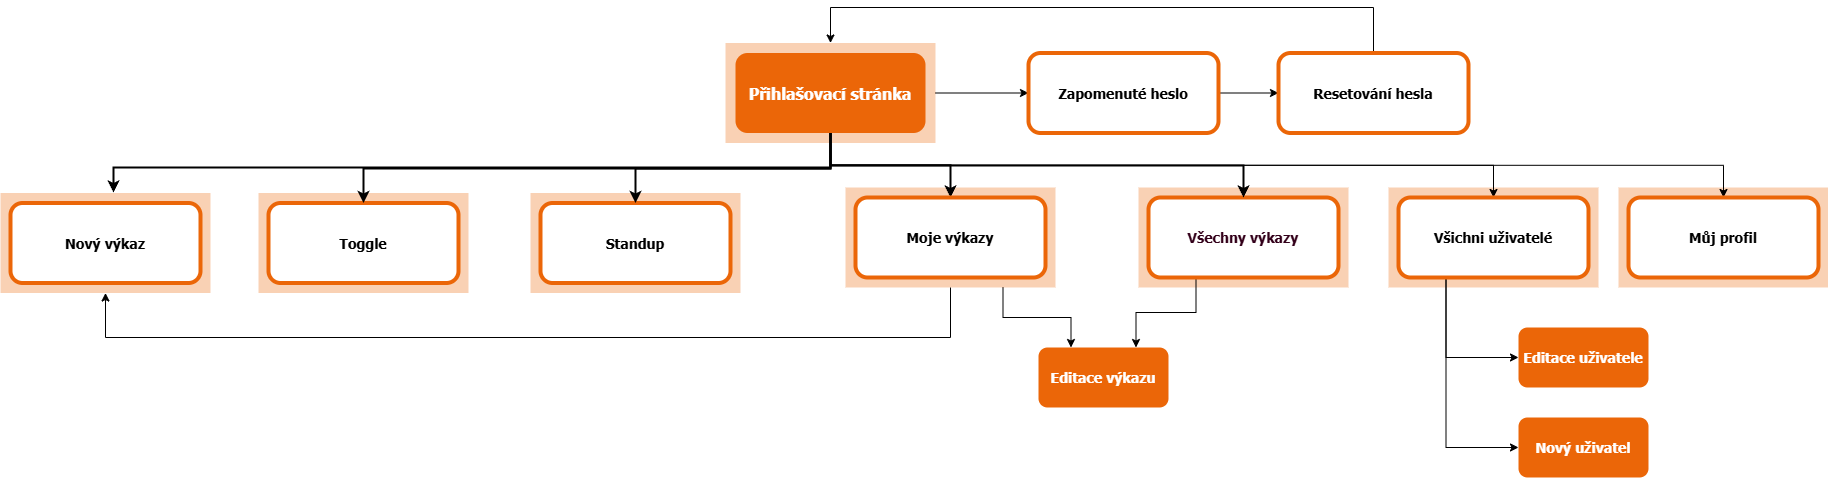 Přihlašovací stránka
Zapomenuté heslo
Resetování hesla
Nový výkaz
Toggle
Standup
Moje výkazy
Všechny výkazy
Všichni uživatelé
Můj profil
Editace výkazu
Editace uživatele
Nový uživatel